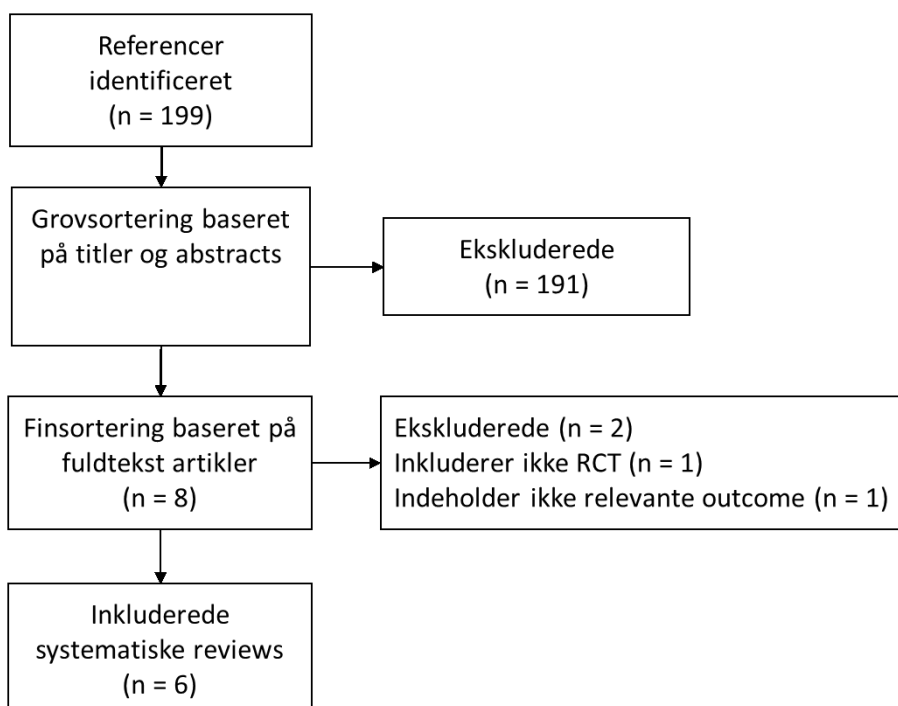 Referencer
identificeret
(n = 199)
Grovsortering baseret
på titler og abstracts
Ekskluderede
(n = 191)
Finsortering baseret på
fuldtekst artikler
(n = 8)
Ekskluderede (n = 2)
Inkluderer ikke RCT (n = 1)
Indeholder ikke relevante outcome (n = 1)
Inkluderede
systematiske reviews
(n = 6)